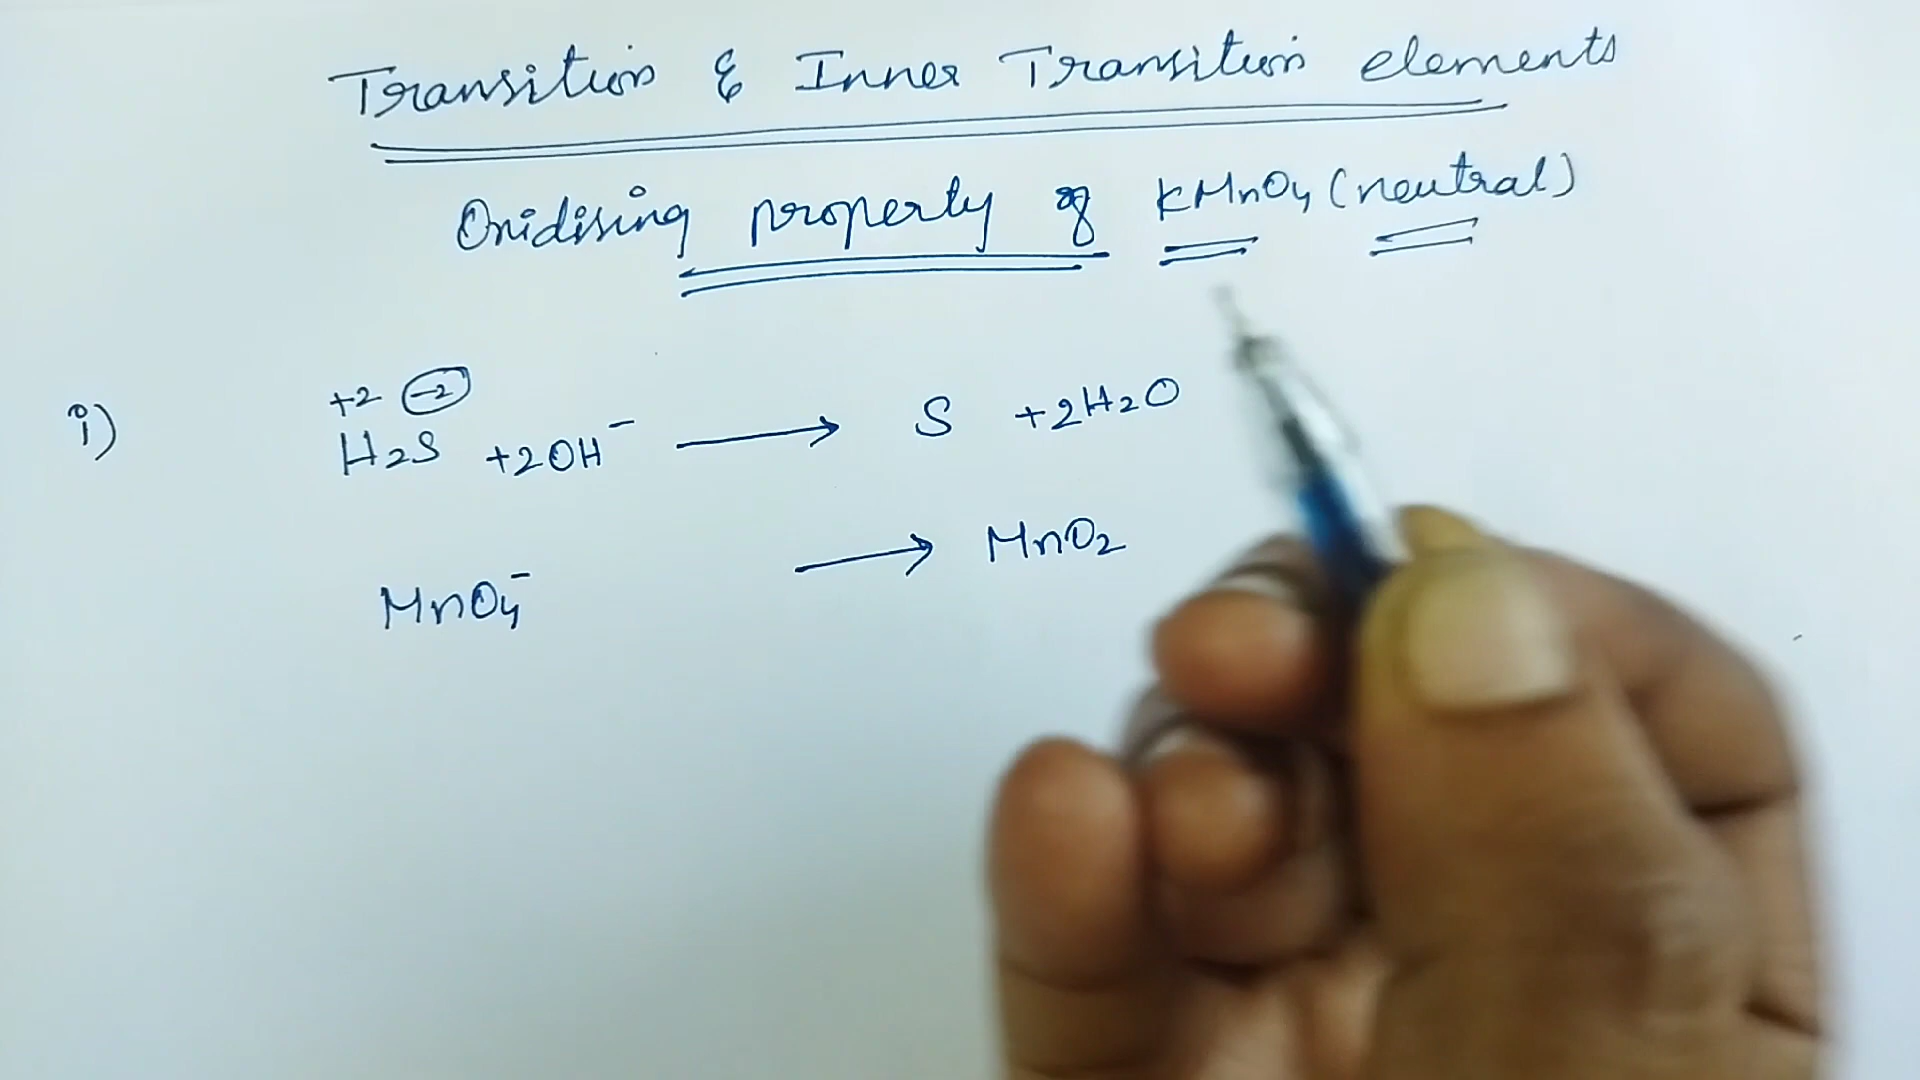 Transition & Inner Transition elements
Oxidising property of KMnO4 (neutral)
+2 -2
i) H2S +2OH⁻ → S +2H2O
MnO4⁻ → MnO2